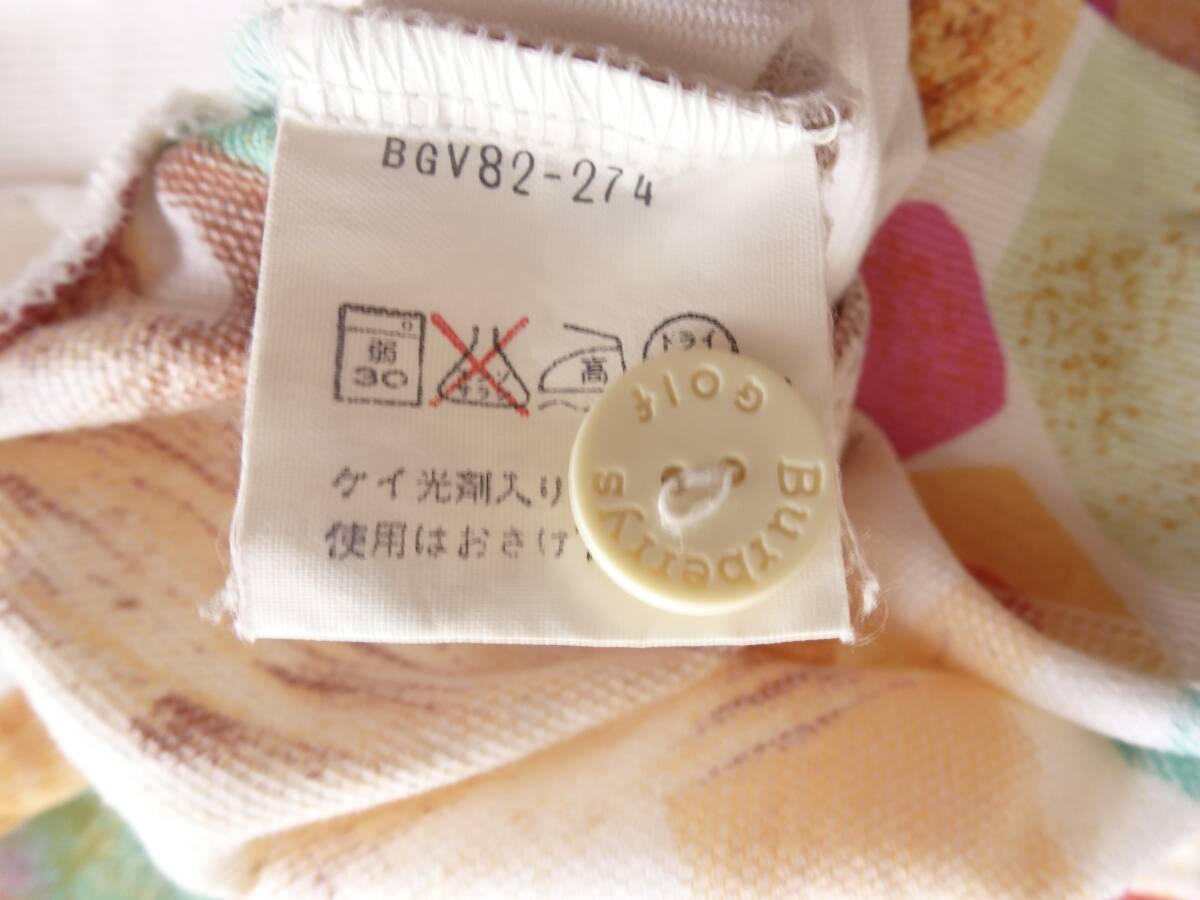 BGV82-274
弱
30
高
ドライ
ケイ光剤入り
使用はおさけ
Burberrys
Golf